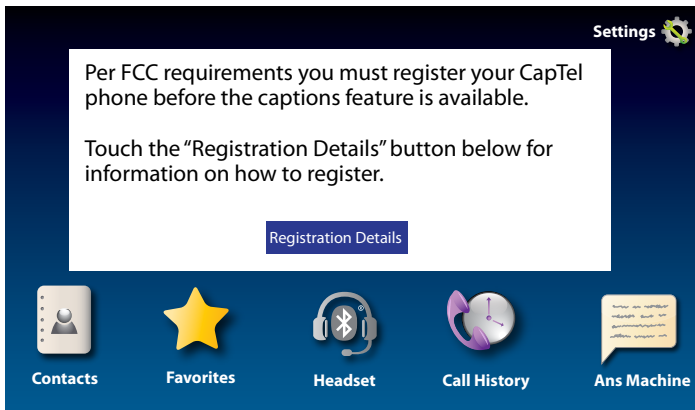 Settings
Per FCC requirements you must register your CapTel
phone before the captions feature is available.
Touch the “Registration Details” button below for
information on how to register.
Registration Details
Contacts
Favorites
Headset
Call History
Ans Machine